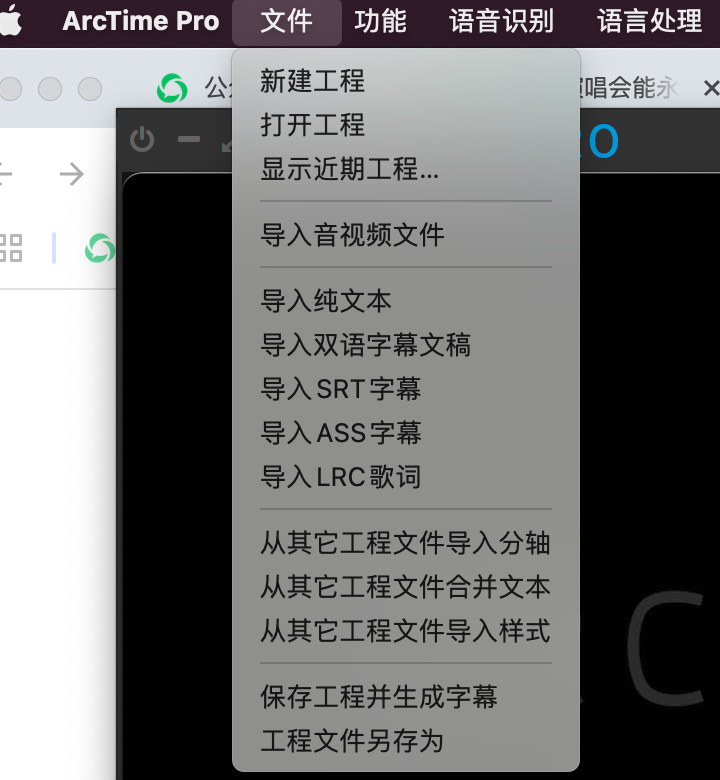 ArcTime Pro 文件 功能 语音识别 语言处理
唱会能永
新建工程
打开工程
显示近期工程...
导入音视频文件
导入纯文本
导入双语字幕文稿
导入SRT字幕
导入ASS字幕
导入LRC歌词
从其它工程文件导入分轴
从其它工程文件合并文本
从其它工程文件导入样式
保存工程并生成字幕
工程文件另存为